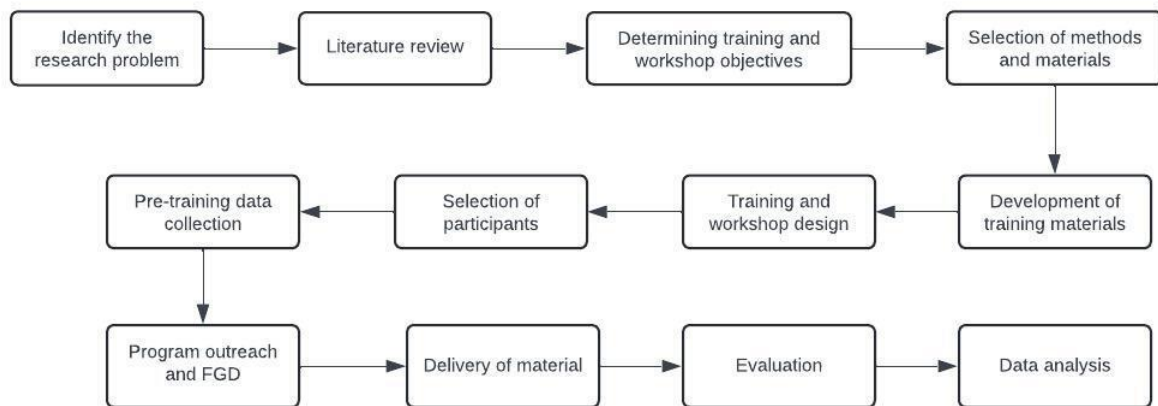 Identify the
research problem
Literature review
Determining training and
workshop objectives
Selection of methods
and materials
Development of
training materials
Training and
workshop design
Selection of
participants
Pre-training data
collection
Program outreach
and FGD
Delivery of material
Evaluation
Data analysis